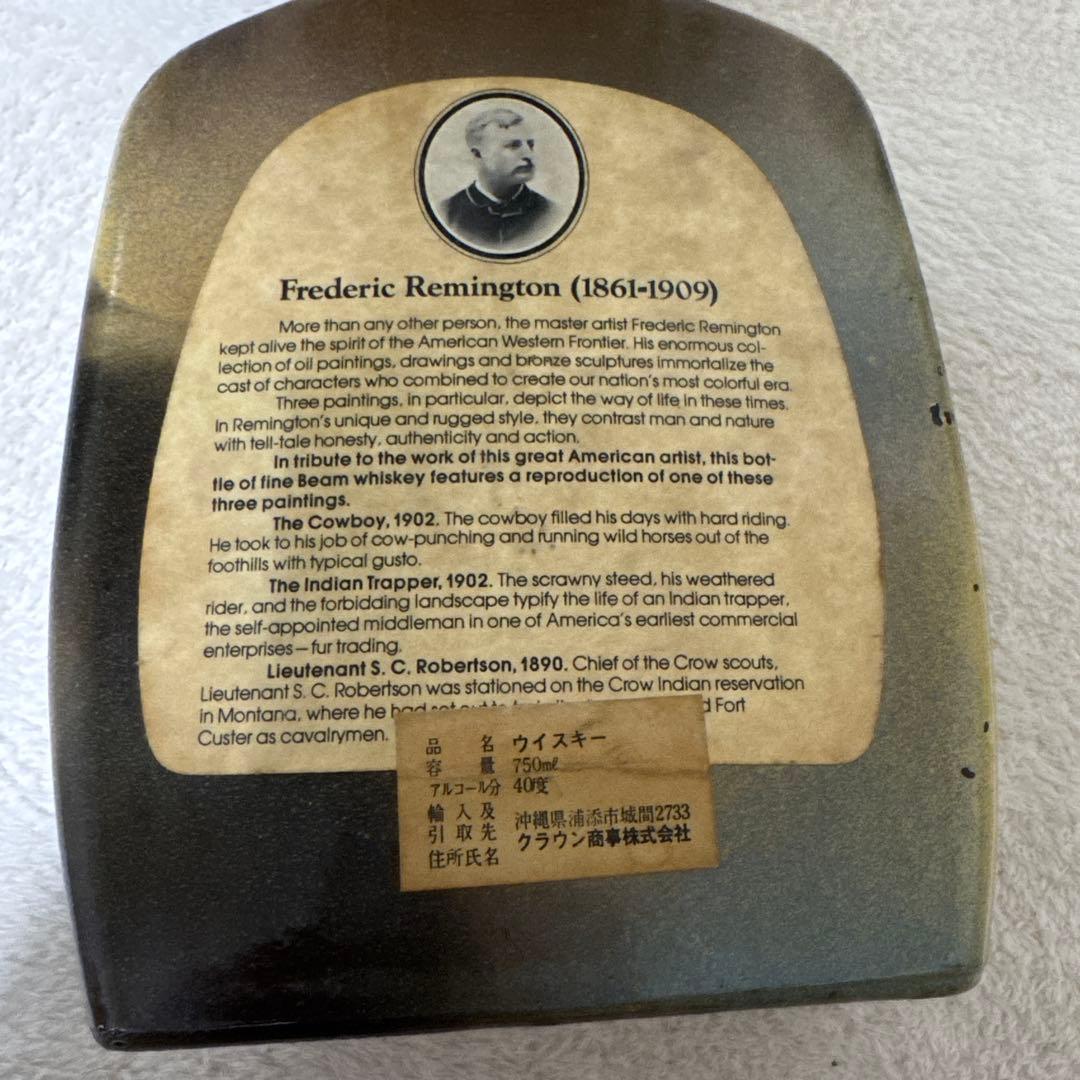 Frederic Remington (1861-1909)
More than any other person, the master artist Frederic Remington
kept alive the spirit of the American Western Frontier. His enormous col-
lection of oil paintings, drawings and bronze sculptures immortalize the
cast of characters who combined to create our nation's most colorful era.
Three paintings, in particular, depict the way of life in these times.
In Remington's unique and rugged style, they contrast man and nature
with tell-tale honesty, authenticity and action.
In tribute to the work of this great American artist, this bot-
tle of fine Beam whiskey features a reproduction of one of these
three paintings.
The Cowboy, 1902. The cowboy filled his days with hard riding.
He took to his job of cow-punching and running wild horses out of the
foothills with typical gusto.
The Indian Trapper, 1902. The scrawny steed, his weathered
rider, and the forbidding landscape typify the life of an Indian trapper,
the self-appointed middleman in one of America's earliest commercial
enterprises—fur trading.
Lieutenant S. C. Robertson, 1890. Chief of the Crow scouts,
Lieutenant S. C. Robertson was stationed on the Crow Indian reservation
in Montana, where he had set out to Fort
Custer as cavalrymen.
品名 ウイスキー
容量 750ml
アルコール分 40度
輸入及 沖縄県浦添市城間2733
引取先 クラウン商事株式会社
住所氏名